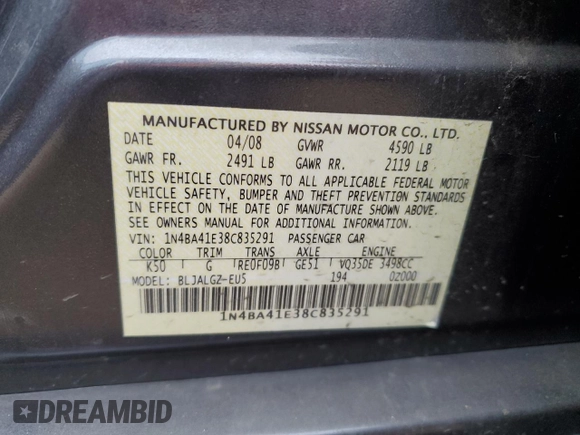 MANUFACTURED BY NISSAN MOTOR CO., LTD.
DATE 04/08 GVWR 4590 LB
GAWR FR. 2491 LB GAWR RR. 2119 LB
THIS VEHICLE CONFORMS TO ALL APPLICABLE FEDERAL MOTOR
VEHICLE SAFETY, BUMPER AND THEFT PREVENTION STANDARDS
IN EFFECT ON THE DATE OF MANUFACTURE SHOWN ABOVE.
SEE OWNERS MANUAL FOR ADDITIONAL INFORMATION.
VIN: 1N4BA41E38C835291 PASSENGER CAR
COLOR TRIM TRANS AXLE ENGINE
K50 G RE0F09B GE51 VQ35DE 3498CC
MODEL: BLJALGZ-EU5 194 0Z000
1N4BA41E38C835291
DREAMBID